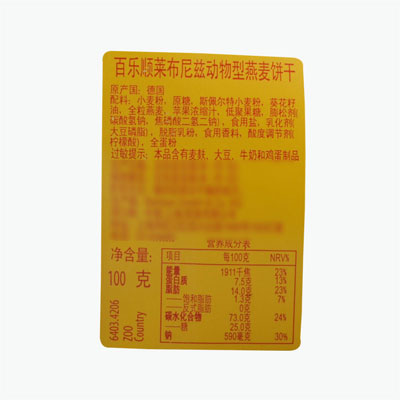 百乐顺莱布尼兹动物型燕麦饼干
原产国：德国
配料：小麦粉，原糖，斯佩尔特小麦粉，葵花籽
油，全粒燕麦，苹果浓缩汁，低聚果糖，膨松剂(
碳酸氢钠，焦磷酸二氢二钠)，食用盐，乳化剂(
大豆磷脂)，脱脂乳粉，食用香料，酸度调节剂(
柠檬酸)，全蛋粉
过敏提示：本品含有麦麸、大豆、牛奶和鸡蛋制品
净含量：
100 克
6403.4206
ZOO
Country
营养成分表
项目 每100克 NRV%
能量 1911千焦 23%
蛋白质 7.5克 13%
脂肪 14.0克 23%
——饱和脂肪 1.3克 7%
——反式脂肪 0克
碳水化合物 73.0克 24%
——糖 25.0克
钠 590毫克 30%